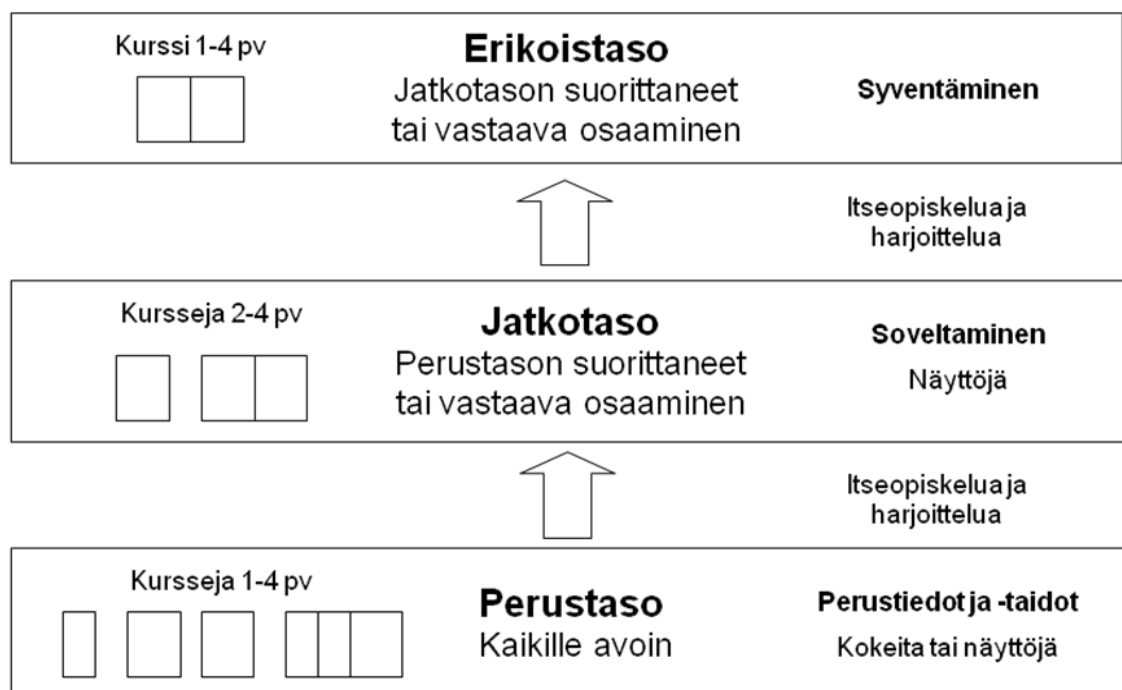 Kurssi 1-4 pv
Erikoistaso
Jatkotason suorittaneet
tai vastaava osaaminen
Syventäminen
Itseopiskelua ja
harjoittelua
Kursseja 2-4 pv
Jatkotaso
Perustason suorittaneet
tai vastaava osaaminen
Soveltaminen
Näyttöjä
Itseopiskelua ja
harjoittelua
Kursseja 1-4 pv
Perustaso
Kaikille avoin
Perustiedot ja -taidot
Kokeita tai näyttöjä